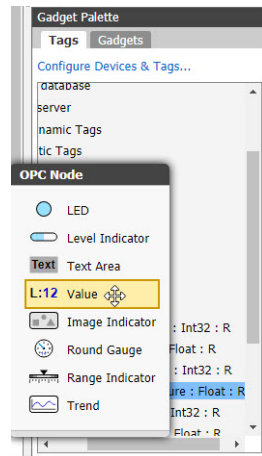 Gadget Palette
Tags Gadgets
Configure Devices & Tags...
database
server
namic Tags
tic Tags
OPC Node
LED
Level Indicator
Text Text Area
L:12 Value
Image Indicator
: Int32 : R
Round Gauge
Float : R
: Int32 : R
Range Indicator
ure : Float : R
Trend
Int32 : R
Float : R